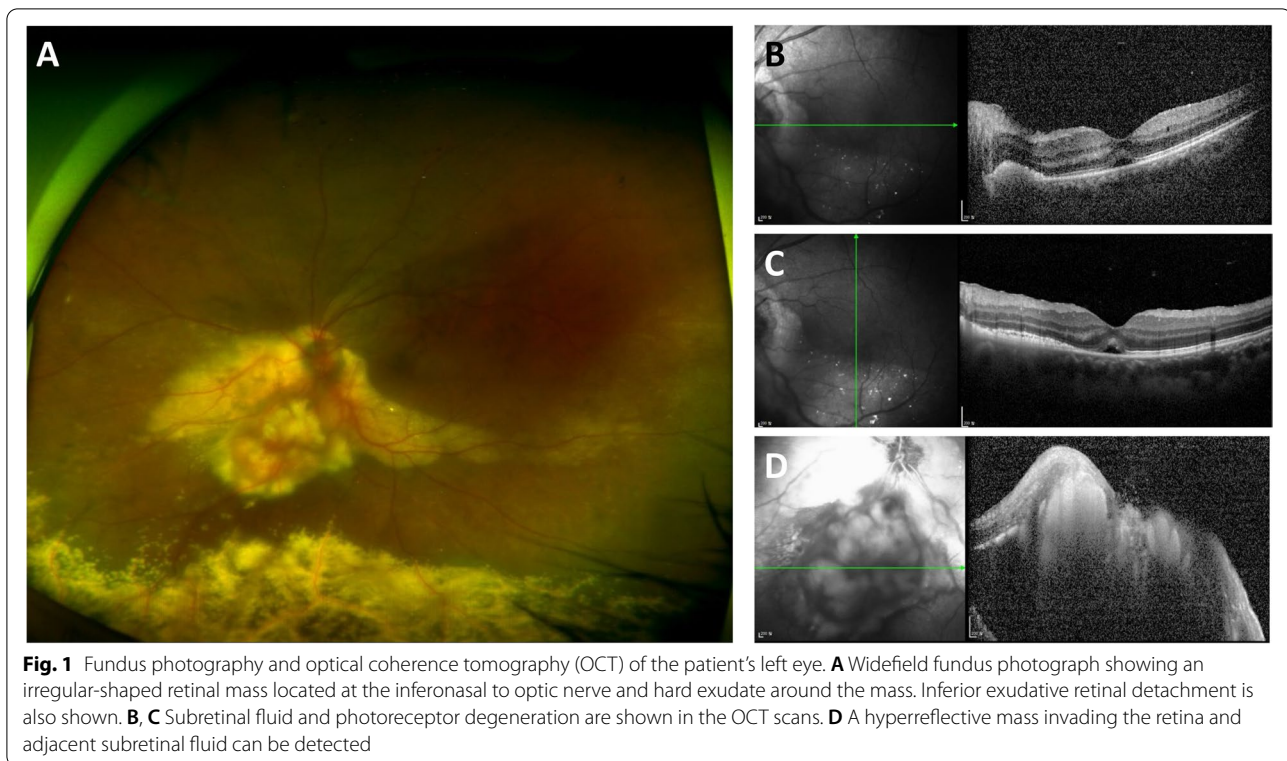 A
B
C
D
Fig. 1 Fundus photography and optical coherence tomography (OCT) of the patient's left eye. A Widefield fundus photograph showing an
irregular-shaped retinal mass located at the inferonasal to optic nerve and hard exudate around the mass. Inferior exudative retinal detachment is
also shown. B, C Subretinal fluid and photoreceptor degeneration are shown in the OCT scans. D A hyperreflective mass invading the retina and
adjacent subretinal fluid can be detected